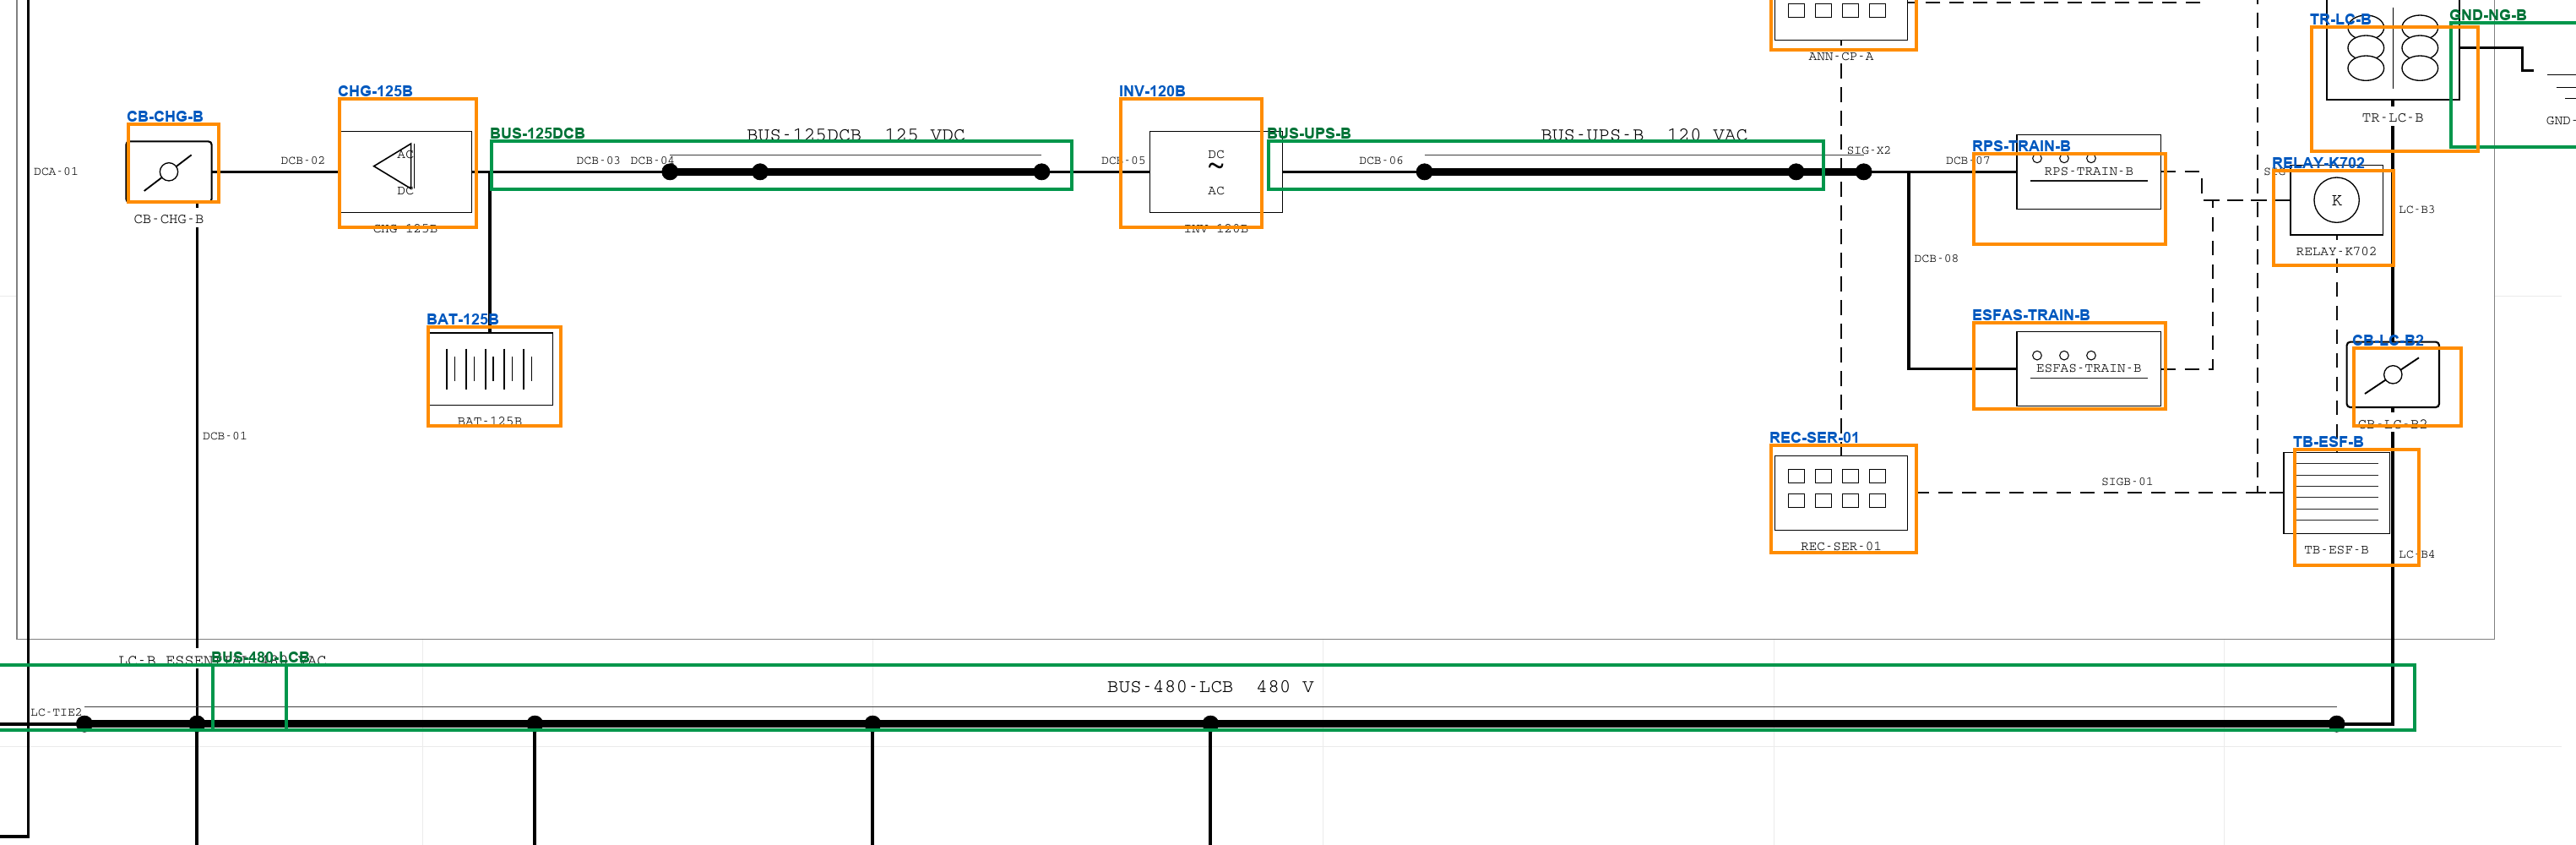 GND-NG-B
TR-LC-B
ANN-CP-A
CHG-125B
INV-120B
CB-CHG-B
TR-LC-B
GND-
BUS-125DCB
BUS-125DCB 125 VDC
BUS-UPS-B
BUS-UPS-B 120 VAC
RPS-TRAIN-B
SIG-X2
AC
DC
DCB-02
DCB-03
DCB-04
DCB-05
DCB-06
DCB-07
RELAY-K702
DCA-01
~
RPS-TRAIN-B
SIG
DC
AC
K
LC-B3
CB-CHG-B
CHG-125B
INV-120B
RELAY-K702
DCB-08
BAT-125B
ESFAS-TRAIN-B
CB-LC-B2
ESFAS-TRAIN-B
BAT-125B
CB-LC-B2
DCB-01
REC-SER-01
TB-ESF-B
SIGB-01
REC-SER-01
TB-ESF-B
LC-B4
LC-B ESSENTIAL 480 VAC
BUS-480-LCB
BUS-480-LCB 480 V
LC-TIE2